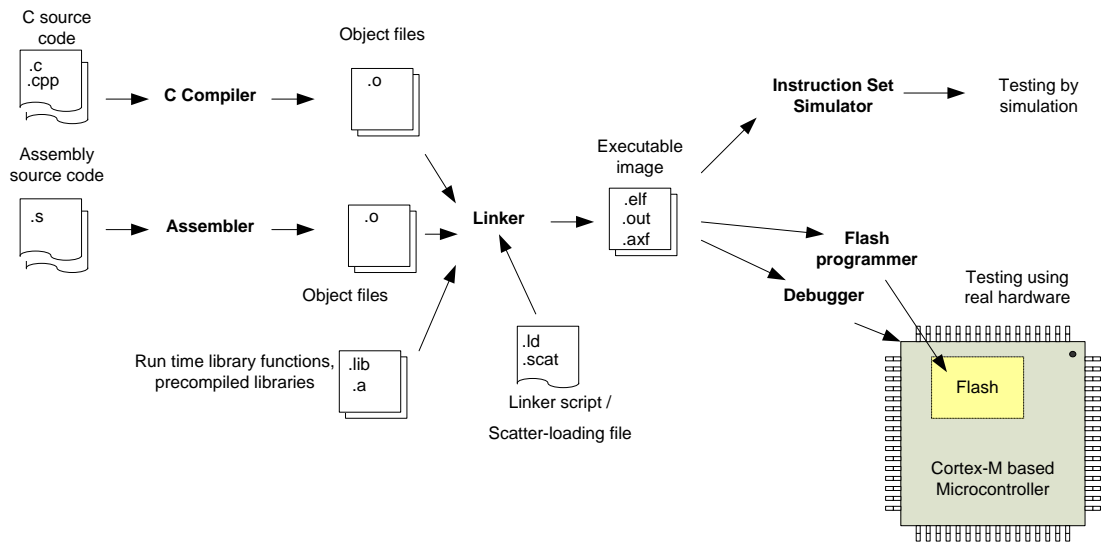 C source
code
.c
.cpp
C Compiler
Object files
.o
Assembly
source code
.s
Assembler
.o
Object files
Linker
Run time library functions,
precompiled libraries
.lib
.a
.ld
.scat
Linker script /
Scatter-loading file
Executable
image
.elf
.out
.axf
Instruction Set
Simulator
Testing by
simulation
Flash
programmer
Debugger
Testing using
real hardware
Flash
Cortex-M based
Microcontroller